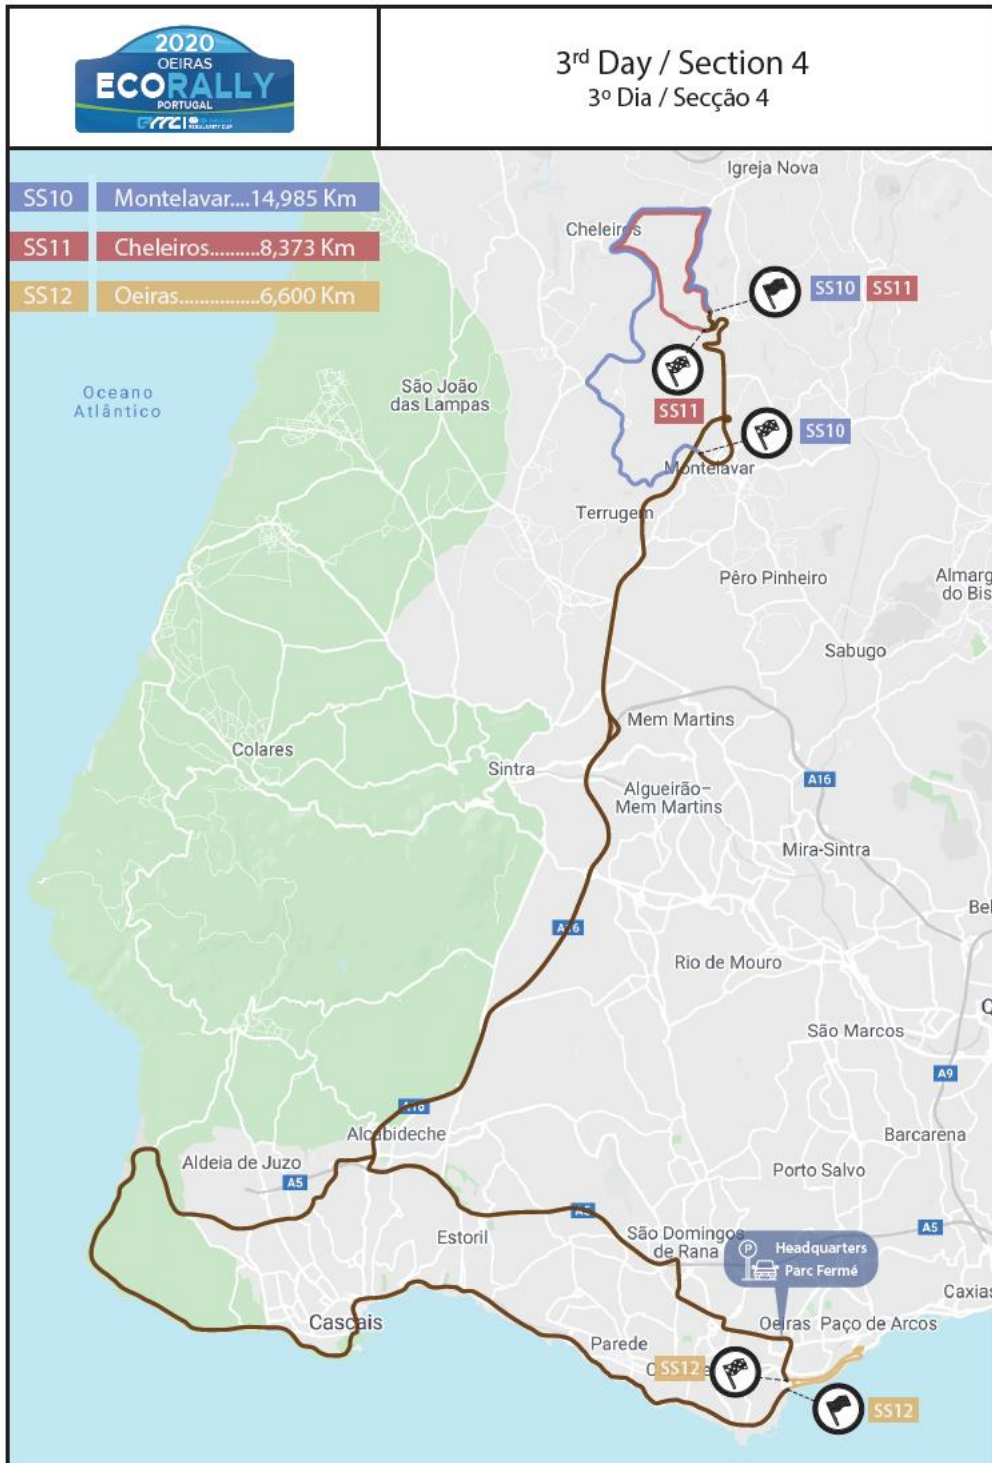 2020
OEIRAS
ECORALLY
PORTUGAL
3rd Day / Section 4
3º Dia / Secção 4
SS10 Montelavar....14,985 Km
SS11 Cheleiros..........8,373 Km
SS12 Oeiras................6,600 Km
Igreja Nova
Cheleiros
SS10 SS11
Oceano
Atlântico
São João
das Lampas
SS11
SS10
Montelavar
Terrugem
Pêro Pinheiro
Almarg
do Bis
Sabugo
Mem Martins
Colares
Sintra
A16
Algueirão–
Mem Martins
Mira-Sintra
Bel
A16
Rio de Mouro
Q
São Marcos
A9
A16
Alcabideche
Barcarena
Aldeia de Juzo
Porto Salvo
A5
A5
São Domingos
de Rana
A5
Estoril
Headquarters
P
Parc Fermé
Caxias
Cascais
Oeiras Paço de Arcos
Parede
SS12
SS12